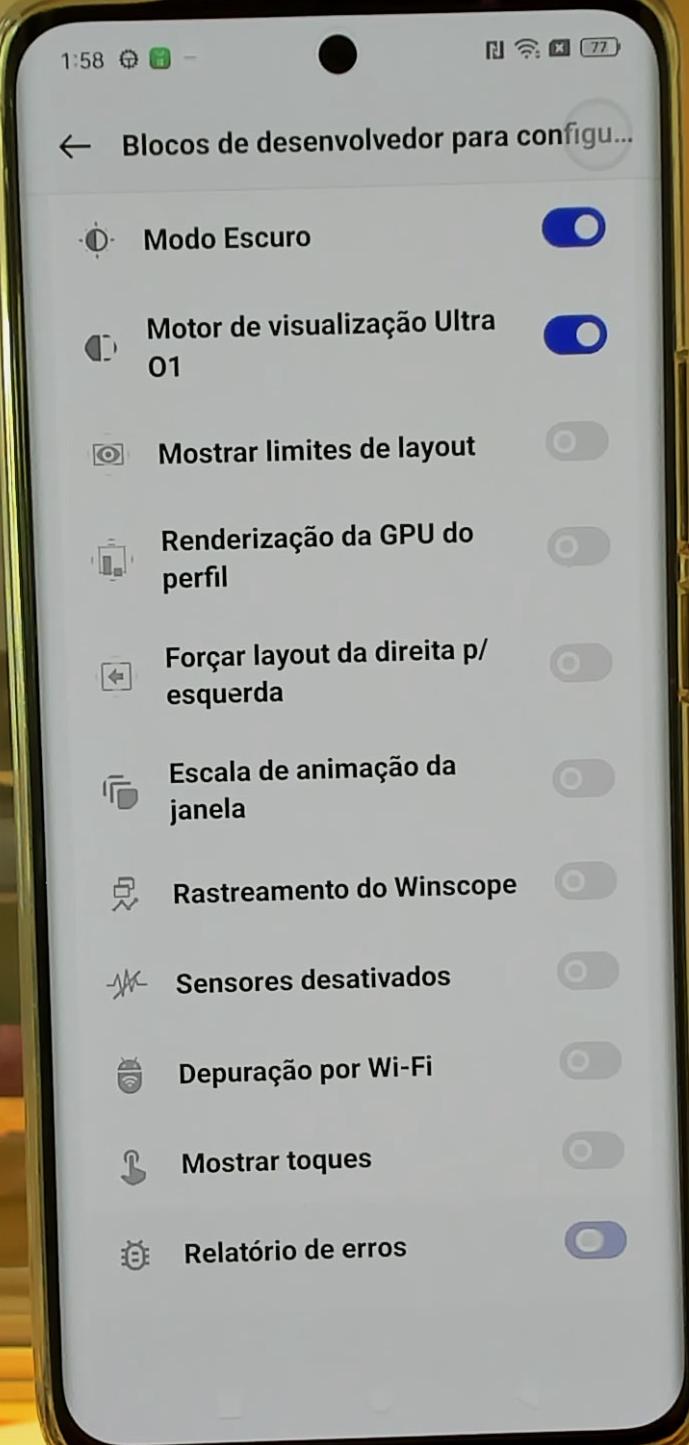 1:58
77
Blocos de desenvolvedor para configu...
Modo Escuro
Motor de visualização Ultra
O1
Mostrar limites de layout
Renderização da GPU do
perfil
Forçar layout da direita p/
esquerda
Escala de animação da
janela
Rastreamento do Winscope
Sensores desativados
Depuração por Wi-Fi
Mostrar toques
Relatório de erros